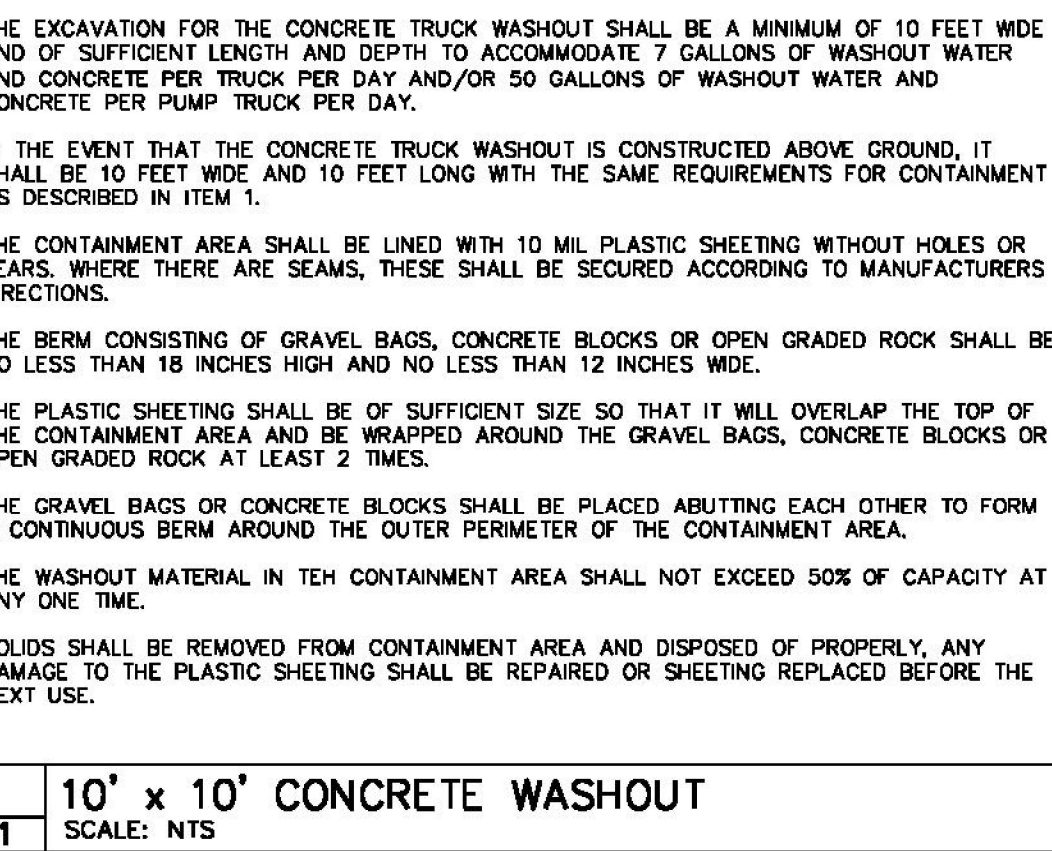 HE EXCAVATION FOR THE CONCRETE TRUCK WASHOUT SHALL BE A MINIMUM OF 10 FEET WIDE
ND OF SUFFICIENT LENGTH AND DEPTH TO ACCOMMODATE 7 GALLONS OF WASHOUT WATER
ND CONCRETE PER TRUCK PER DAY AND/OR 50 GALLONS OF WASHOUT WATER AND
ONCRETE PER PUMP TRUCK PER DAY.
THE EVENT THAT THE CONCRETE TRUCK WASHOUT IS CONSTRUCTED ABOVE GROUND, IT
HALL BE 10 FEET WIDE AND 10 FEET LONG WITH THE SAME REQUIREMENTS FOR CONTAINMENT
S DESCRIBED IN ITEM 1.
HE CONTAINMENT AREA SHALL BE LINED WITH 10 MIL PLASTIC SHEETING WITHOUT HOLES OR
EARS. WHERE THERE ARE SEAMS, THESE SHALL BE SECURED ACCORDING TO MANUFACTURERS
RECTIONS.
HE BERM CONSISTING OF GRAVEL BAGS, CONCRETE BLOCKS OR OPEN GRADED ROCK SHALL BE
O LESS THAN 18 INCHES HIGH AND NO LESS THAN 12 INCHES WIDE.
HE PLASTIC SHEETING SHALL BE OF SUFFICIENT SIZE SO THAT IT WILL OVERLAP THE TOP OF
HE CONTAINMENT AREA AND BE WRAPPED AROUND THE GRAVEL BAGS, CONCRETE BLOCKS OR
PEN GRADED ROCK AT LEAST 2 TIMES.
HE GRAVEL BAGS OR CONCRETE BLOCKS SHALL BE PLACED ABUTTING EACH OTHER TO FORM
CONTINUOUS BERM AROUND THE OUTER PERIMETER OF THE CONTAINMENT AREA.
HE WASHOUT MATERIAL IN TEH CONTAINMENT AREA SHALL NOT EXCEED 50% OF CAPACITY AT
NY ONE TIME.
OLIDS SHALL BE REMOVED FROM CONTAINMENT AREA AND DISPOSED OF PROPERLY, ANY
AMAGE TO THE PLASTIC SHEETING SHALL BE REPAIRED OR SHEETING REPLACED BEFORE THE
EXT USE.
10' x 10' CONCRETE WASHOUT
1 SCALE: NTS